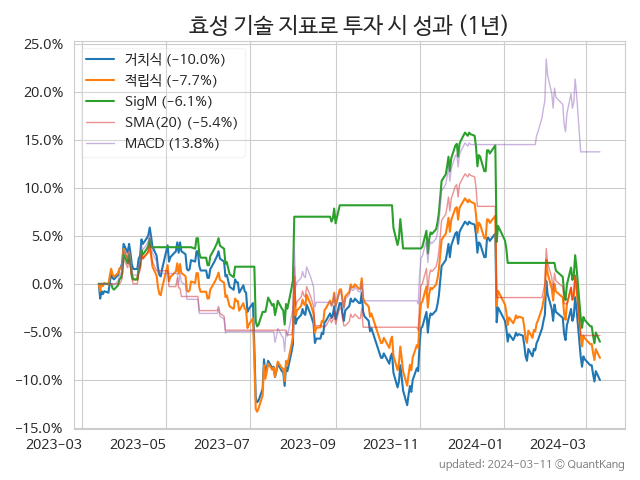 효성 기술 지표로 투자 시 성과 (1년)
거치식 (−10.0%)
적립식 (−7.7%)
SigM (−6.1%)
SMA(20) (−5.4%)
MACD (13.8%)
25.0%
20.0%
15.0%
10.0%
5.0%
0.0%
−5.0%
−10.0%
−15.0%
2023-03 2023-05 2023-07 2023-09 2023-11 2024-01 2024-03
updated: 2024-03-11 © QuantKang